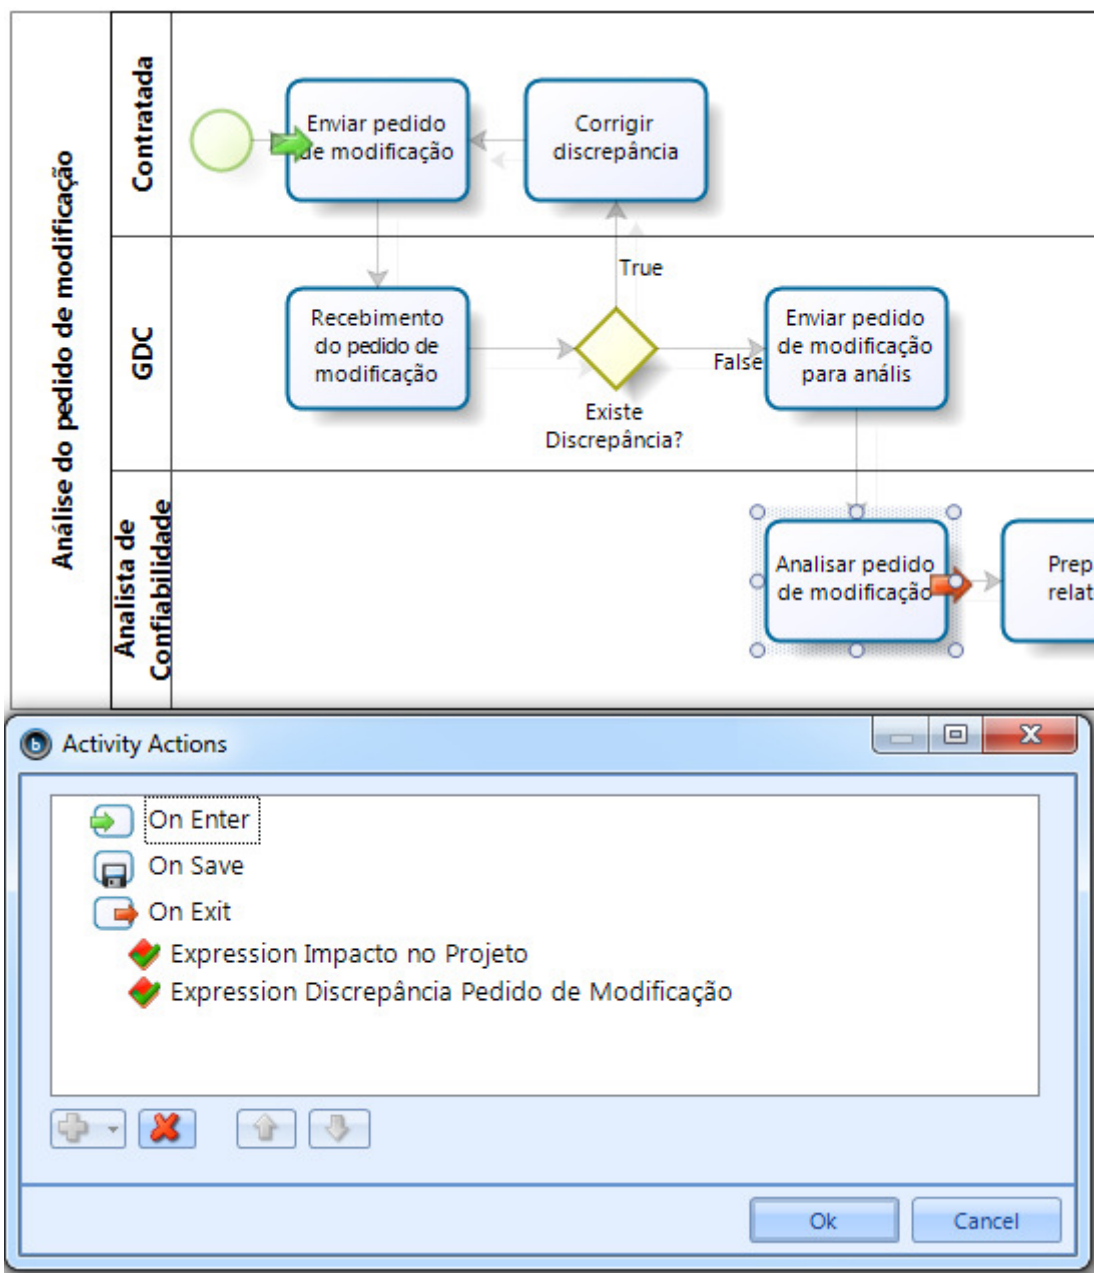 Análise do pedido de modificação
Contratada
Enviar pedido
de modificação
Corrigir
discrepância
GDC
Recebimento
do pedido de
modificação
True
Existe
Discrepância?
False
Enviar pedido
de modificação
para anális
Analista de
Confiabilidade
Analisar pedido
de modificação
Prep
relat
Activity Actions
On Enter
On Save
On Exit
Expression Impacto no Projeto
Expression Discrepância Pedido de Modificação
Ok
Cancel